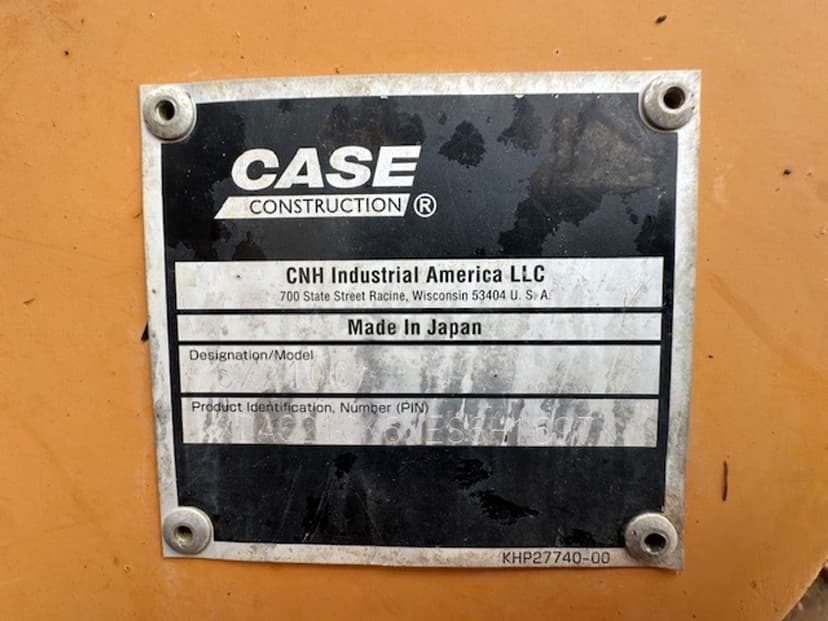 CASE
CONSTRUCTION ®
CNH Industrial America LLC
700 State Street Racine, Wisconsin 53404 U. S. A.
Made In Japan
Designation/Model
Product Identification, Number (PIN)
KHP27740-00